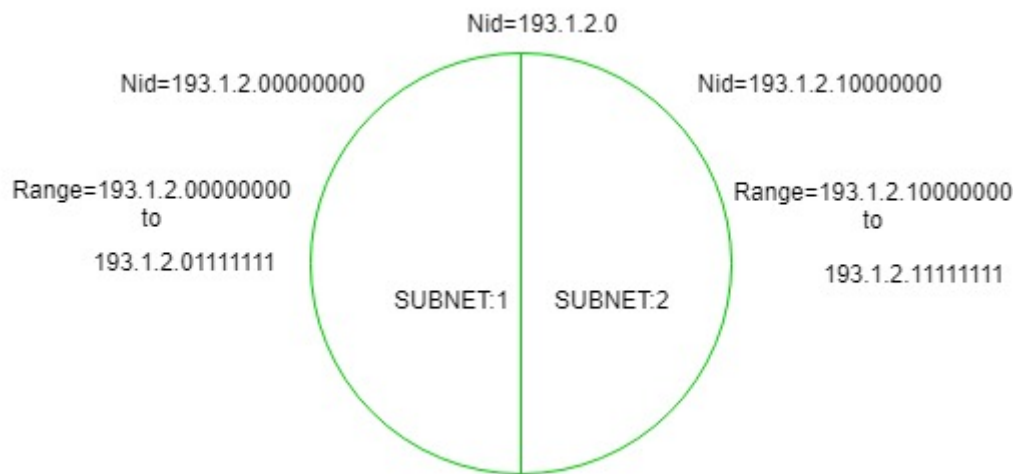 Nid=193.1.2.0
Nid=193.1.2.00000000
Nid=193.1.2.10000000
Range=193.1.2.00000000
to
193.1.2.01111111
Range=193.1.2.10000000
to
193.1.2.11111111
SUBNET:1
SUBNET:2